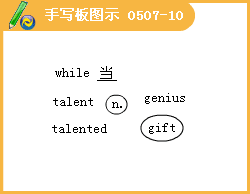 手写板图示 0507-10
while 当
talent n. genius
talented gift